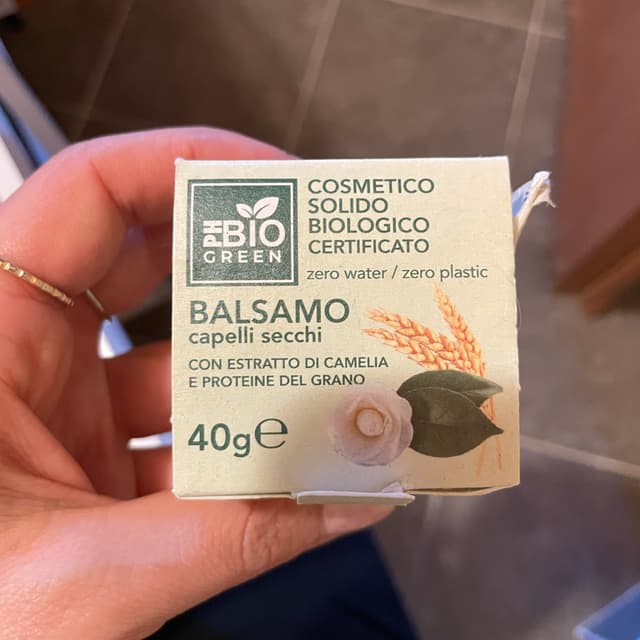 PH BIO
GREEN
COSMETICO
SOLIDO
BIOLOGICO
CERTIFICATO
zero water / zero plastic
BALSAMO
capelli secchi
CON ESTRATTO DI CAMELIA
E PROTEINE DEL GRANO
40g℮